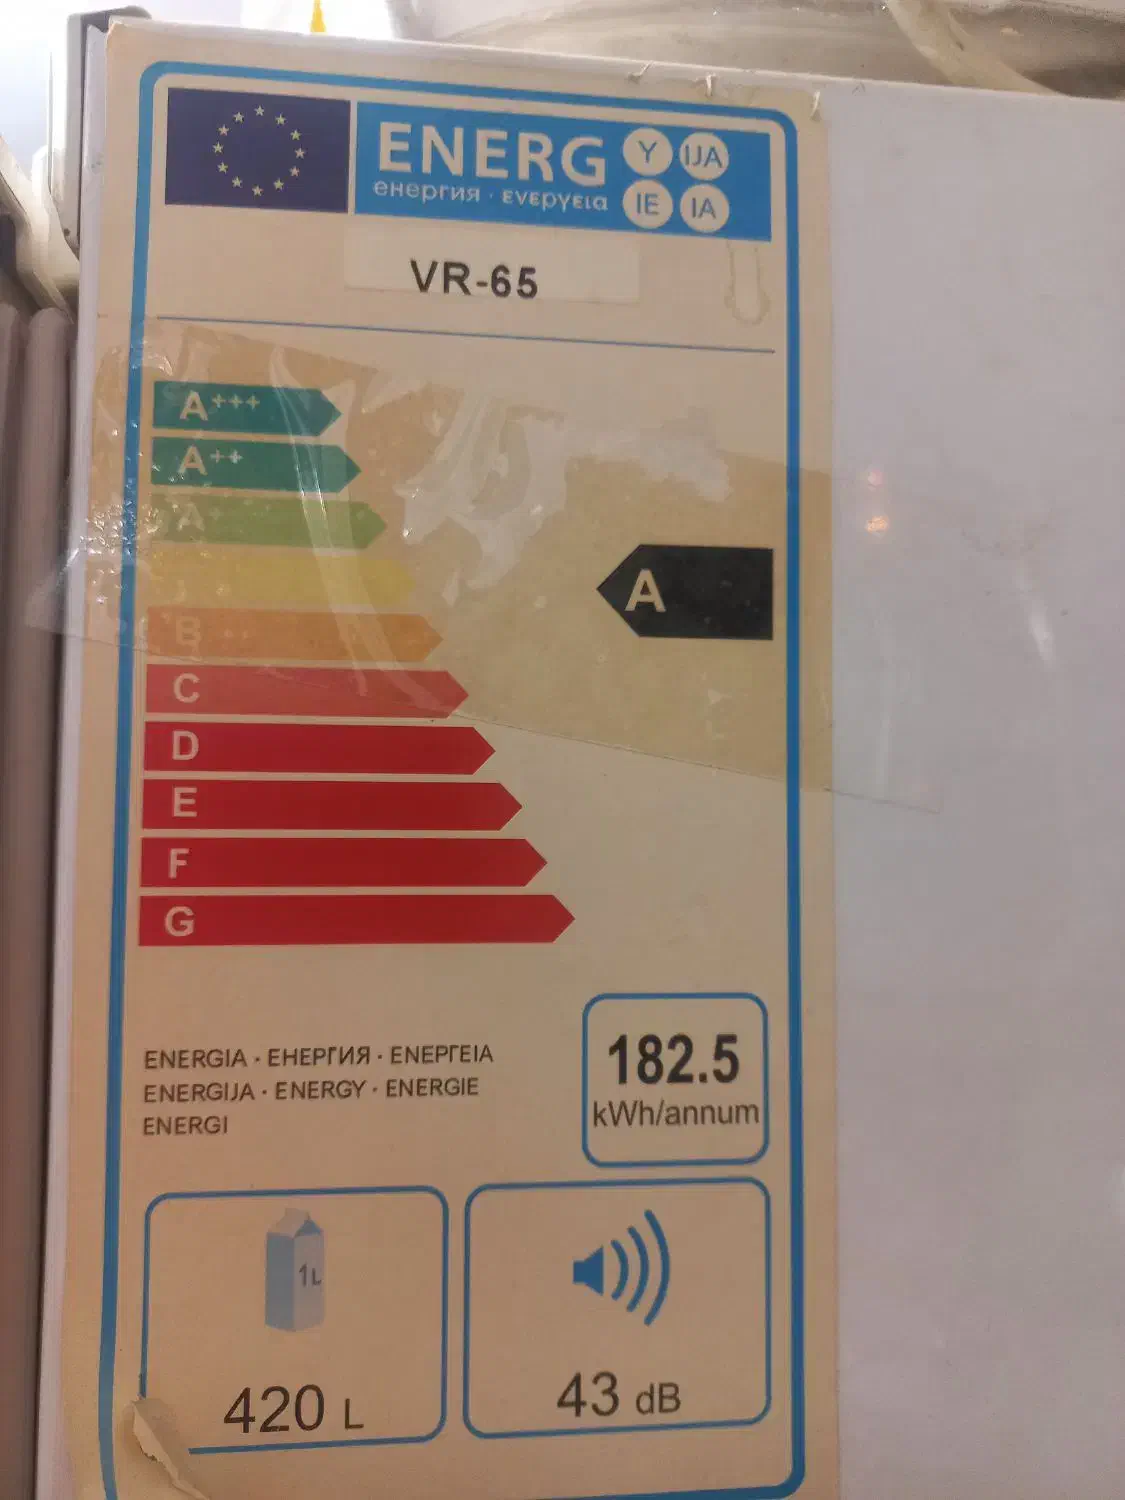 ENERG Y IJA
енергия · ενεργεια IE IA
VR-65
A+++
A++
A+
A
B
C
D
E
F
G
ENERGIA · ЕНЕРГИЯ · ΕΝΕΡΓΕΙΑ
ENERGIJA · ENERGY · ENERGIE
ENERGI
182.5
kWh/annum
1L
420 L
43 dB